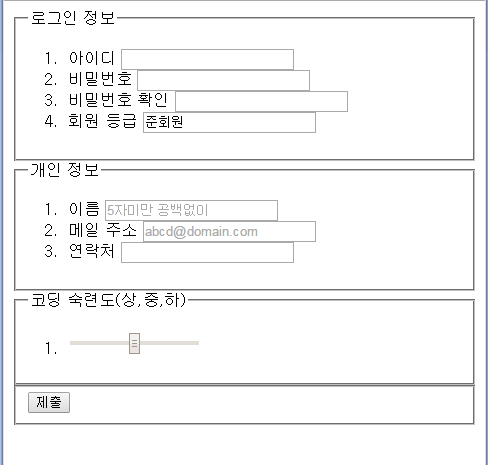 로그인 정보
1. 아이디
2. 비밀번호
3. 비밀번호 확인
4. 회원 등급 준회원
개인 정보
1. 이름 5자미만 공백없이
2. 메일 주소 abcd@domain.com
3. 연락처
코딩 숙련도(상,중,하)
1.
제출